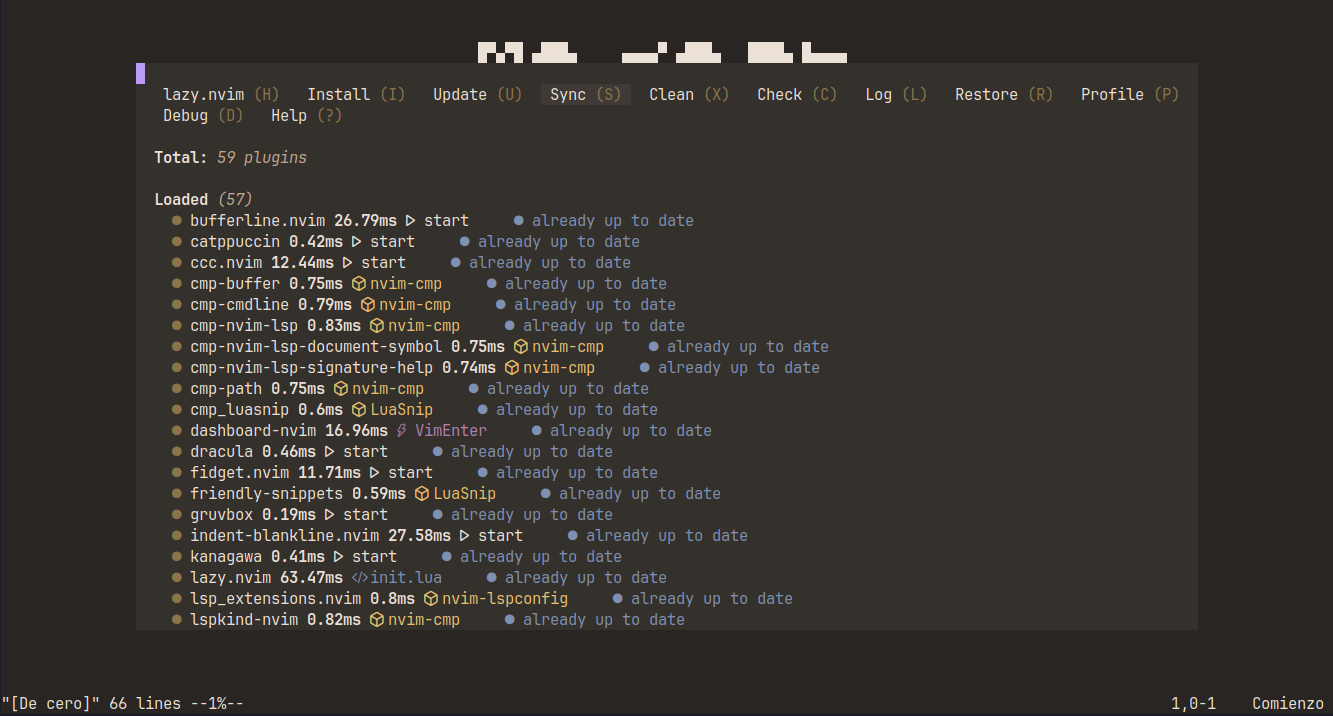 lazy.nvim (H) Install (I) Update (U) Sync (S) Clean (X) Check (C) Log (L) Restore (R) Profile (P)
Debug (D) Help (?)
Total: 59 plugins
Loaded (57)
● bufferline.nvim 26.79ms ▷ start ● already up to date
● catppuccin 0.42ms ▷ start ● already up to date
● ccc.nvim 12.44ms ▷ start ● already up to date
● cmp-buffer 0.75ms nvim-cmp ● already up to date
● cmp-cmdline 0.79ms nvim-cmp ● already up to date
● cmp-nvim-lsp 0.83ms nvim-cmp ● already up to date
● cmp-nvim-lsp-document-symbol 0.75ms nvim-cmp ● already up to date
● cmp-nvim-lsp-signature-help 0.74ms nvim-cmp ● already up to date
● cmp-path 0.75ms nvim-cmp ● already up to date
● cmp_luasnip 0.6ms LuaSnip ● already up to date
● dashboard-nvim 16.96ms VimEnter ● already up to date
● dracula 0.46ms ▷ start ● already up to date
● fidget.nvim 11.71ms ▷ start ● already up to date
● friendly-snippets 0.59ms LuaSnip ● already up to date
● gruvbox 0.19ms ▷ start ● already up to date
● indent-blankline.nvim 27.58ms ▷ start ● already up to date
● kanagawa 0.41ms ▷ start ● already up to date
● lazy.nvim 63.47ms </>init.lua ● already up to date
● lsp_extensions.nvim 0.8ms nvim-lspconfig ● already up to date
● lspkind-nvim 0.82ms nvim-cmp ● already up to date
"[De cero]" 66 lines --1%-- 1,0-1 Comienzo